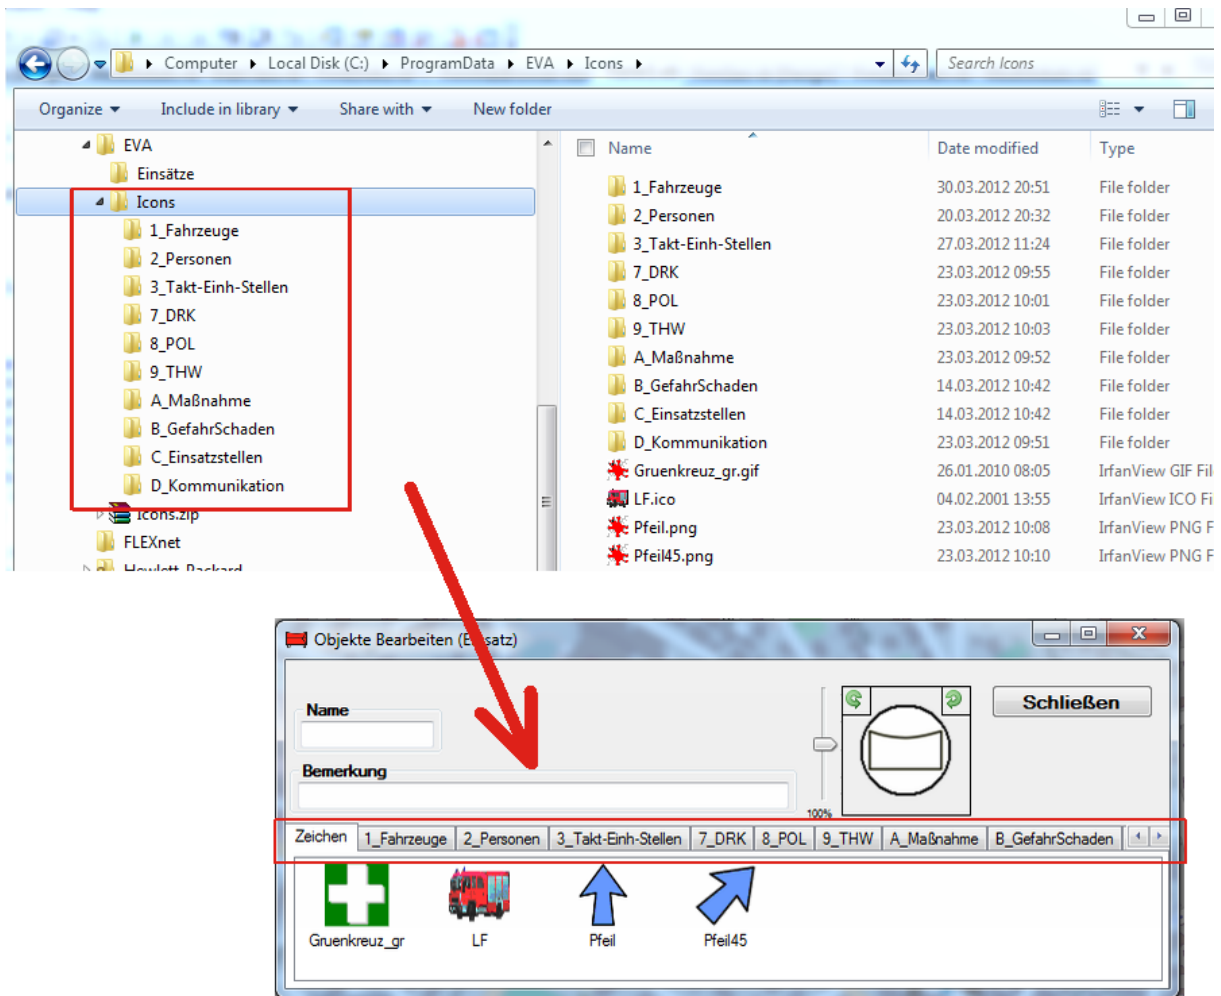 Computer ▸ Local Disk (C:) ▸ ProgramData ▸ EVA ▸ Icons ▸
Search Icons
Organize ▼ Include in library ▼ Share with ▼ New folder
EVA
Einsätze
Icons
1_Fahrzeuge
2_Personen
3_Takt-Einh-Stellen
7_DRK
8_POL
9_THW
A_Maßnahme
B_GefahrSchaden
C_Einsatzstellen
D_Kommunikation
Icons.zip
FLEXnet
Hewlett-Packard
Name Date modified Type
1_Fahrzeuge 30.03.2012 20:51 File folder
2_Personen 20.03.2012 20:32 File folder
3_Takt-Einh-Stellen 27.03.2012 11:24 File folder
7_DRK 23.03.2012 09:55 File folder
8_POL 23.03.2012 10:01 File folder
9_THW 23.03.2012 10:03 File folder
A_Maßnahme 23.03.2012 09:52 File folder
B_GefahrSchaden 14.03.2012 10:42 File folder
C_Einsatzstellen 14.03.2012 10:42 File folder
D_Kommunikation 23.03.2012 09:51 File folder
Gruenkreuz_gr.gif 26.01.2010 08:05 IrfanView GIF Fil
LF.ico 04.02.2001 13:55 IrfanView ICO Fi
Pfeil.png 23.03.2012 10:08 IrfanView PNG F
Pfeil45.png 23.03.2012 10:10 IrfanView PNG F
Objekte Bearbeiten (Einsatz)
Name
Schließen
Bemerkung
100%
Zeichen 1_Fahrzeuge 2_Personen 3_Takt-Einh-Stellen 7_DRK 8_POL 9_THW A_Maßnahme B_GefahrSchaden
Gruenkreuz_gr LF Pfeil Pfeil45